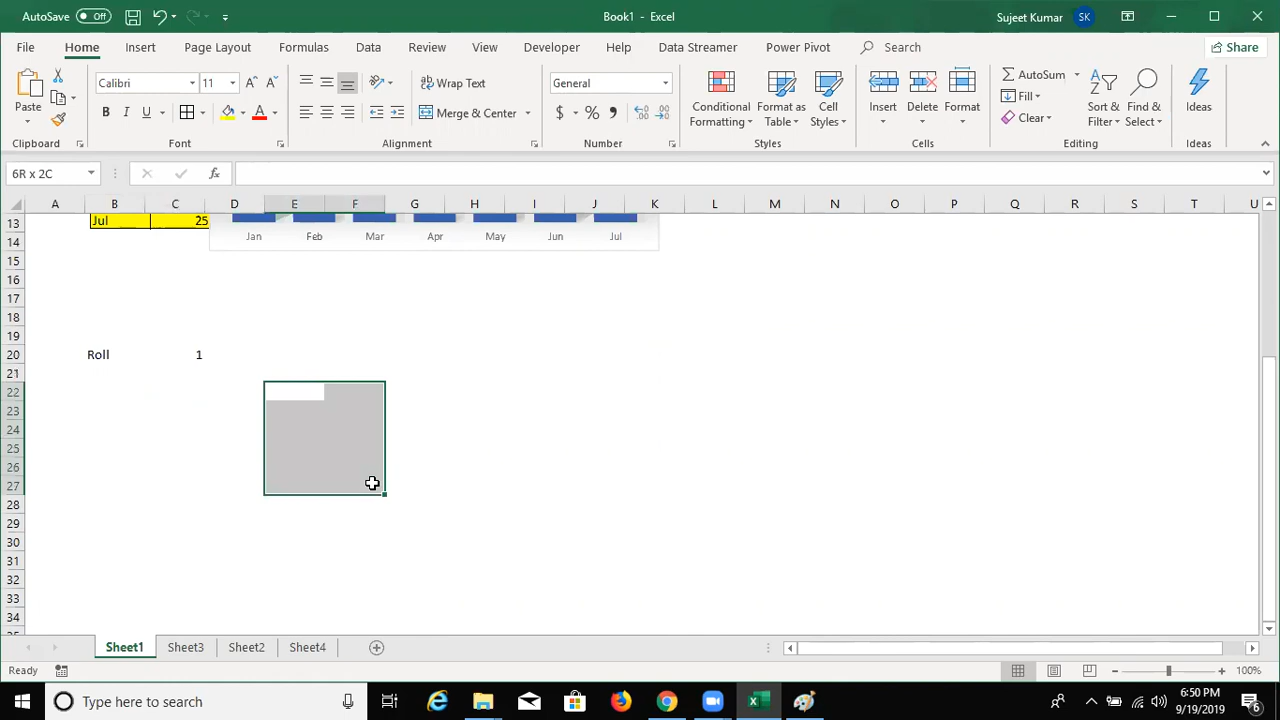 AutoSave Off Book1 - Excel Sujeet Kumar SK
File Home Insert Page Layout Formulas Data Review View Developer Help Data Streamer Power Pivot Search Share
Paste Calibri 11 Wrap Text General Conditional Formatting Format as Table Cell Styles Insert Delete Format AutoSum Fill Clear Sort & Filter Find & Select Ideas
B I U A Merge & Center $ % ,
Clipboard Font Alignment Number Styles Cells Editing Ideas
6R x 2C fx
A B C D E F G H I J K L M N O P Q R S T U
13 Jul 25
14 Jan Feb Mar Apr May Jun Jul
15
16
17
18
19
20 Roll 1
21
22
23
24
25
26
27
28
29
30
31
32
33
34
Sheet1 Sheet3 Sheet2 Sheet4
Ready 100%
Type here to search 6:50 PM
9/19/2019 6